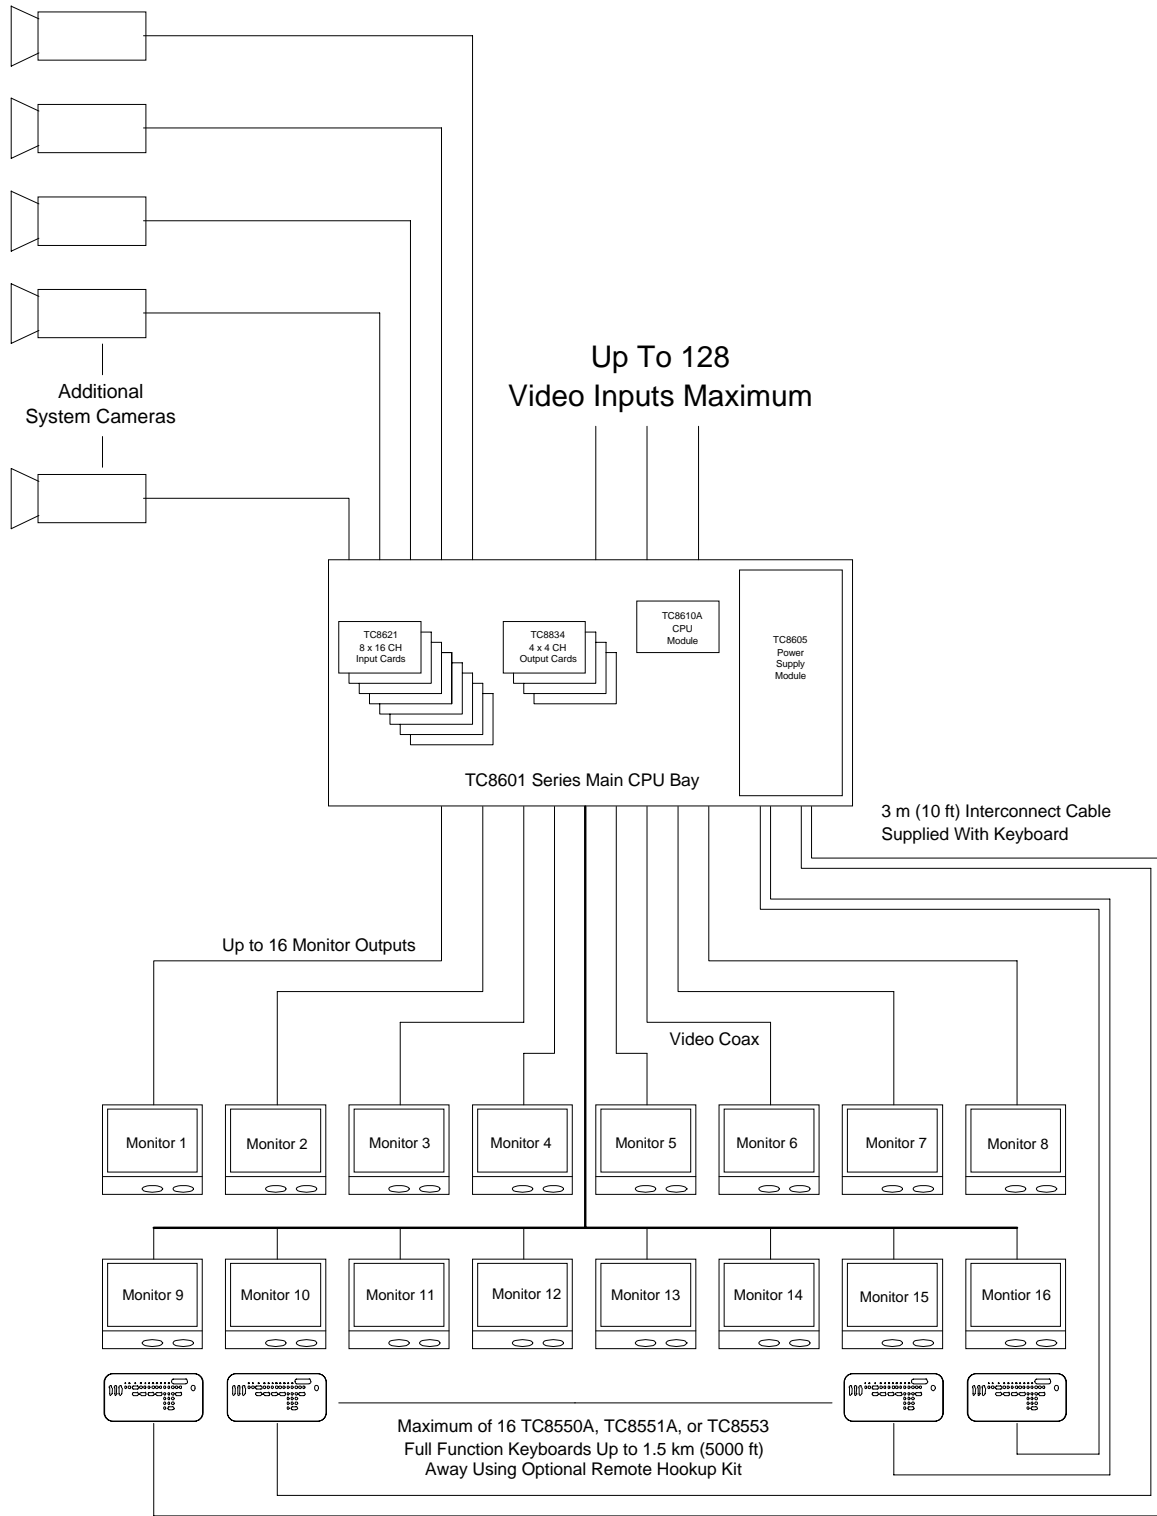 Up To 128
Video Inputs Maximum
Additional
System Cameras
TC8621
8 x 16 CH
Input Cards
TC8834
4 x 4 CH
Output Cards
TC8610A
CPU
Module
TC8605
Power
Supply
Module
TC8601 Series Main CPU Bay
3 m (10 ft) Interconnect Cable
Supplied With Keyboard
Up to 16 Monitor Outputs
Video Coax
Monitor 1
Monitor 2
Monitor 3
Monitor 4
Monitor 5
Monitor 6
Monitor 7
Monitor 8
Monitor 9
Monitor 10
Monitor 11
Monitor 12
Monitor 13
Monitor 14
Monitor 15
Montior 16
Maximum of 16 TC8550A, TC8551A, or TC8553
Full Function Keyboards Up to 1.5 km (5000 ft)
Away Using Optional Remote Hookup Kit